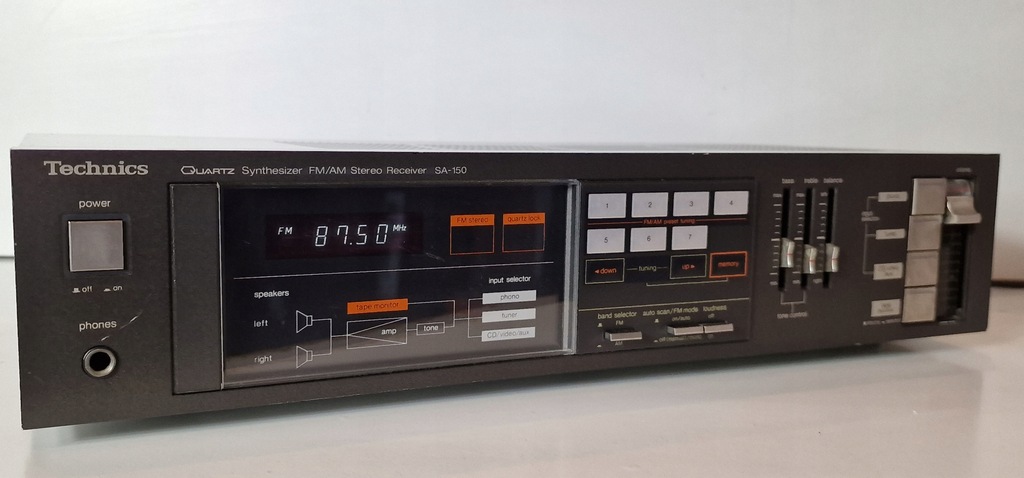 Technics
QUARTZ Synthesizer FM/AM Stereo Receiver SA-150
power
off on
phones
FM 87.50 MHz
FM stereo
quartz lock
speakers
left
right
tape monitor
amp
tone
input selector
phono
tuner
CD/video/aux
1 2 3 4
FM/AM preset tuning
5 6 7
◄down tuning up► memory
band selector
FM
AM
auto scan/FM mode
on/auto
loudness
off
bass treble balance
tone control